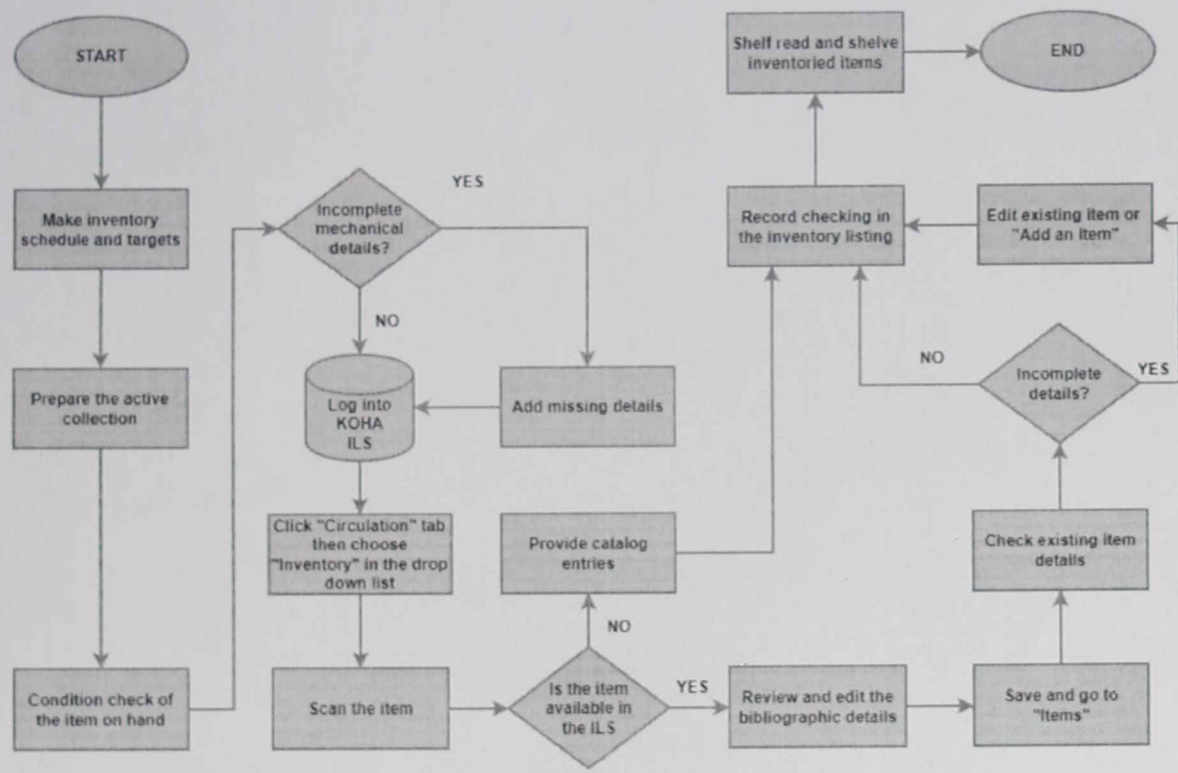 START
Make inventory
schedule and targets
Prepare the active
collection
Condition check of
the item on hand
Incomplete
mechanical
details?
YES
NO
Log into
KOHA
ILS
Add missing details
Click "Circulation" tab
then choose
"Inventory" in the drop
down list
Scan the item
Is the item
available in
the ILS
NO
Provide catalog
entries
YES
Review and edit the
bibliographic details
Save and go to
"Items"
Check existing item
details
Incomplete
details?
NO
YES
Edit existing item or
"Add an Item"
Record checking in
the inventory listing
Shelf read and shelve
inventoried items
END